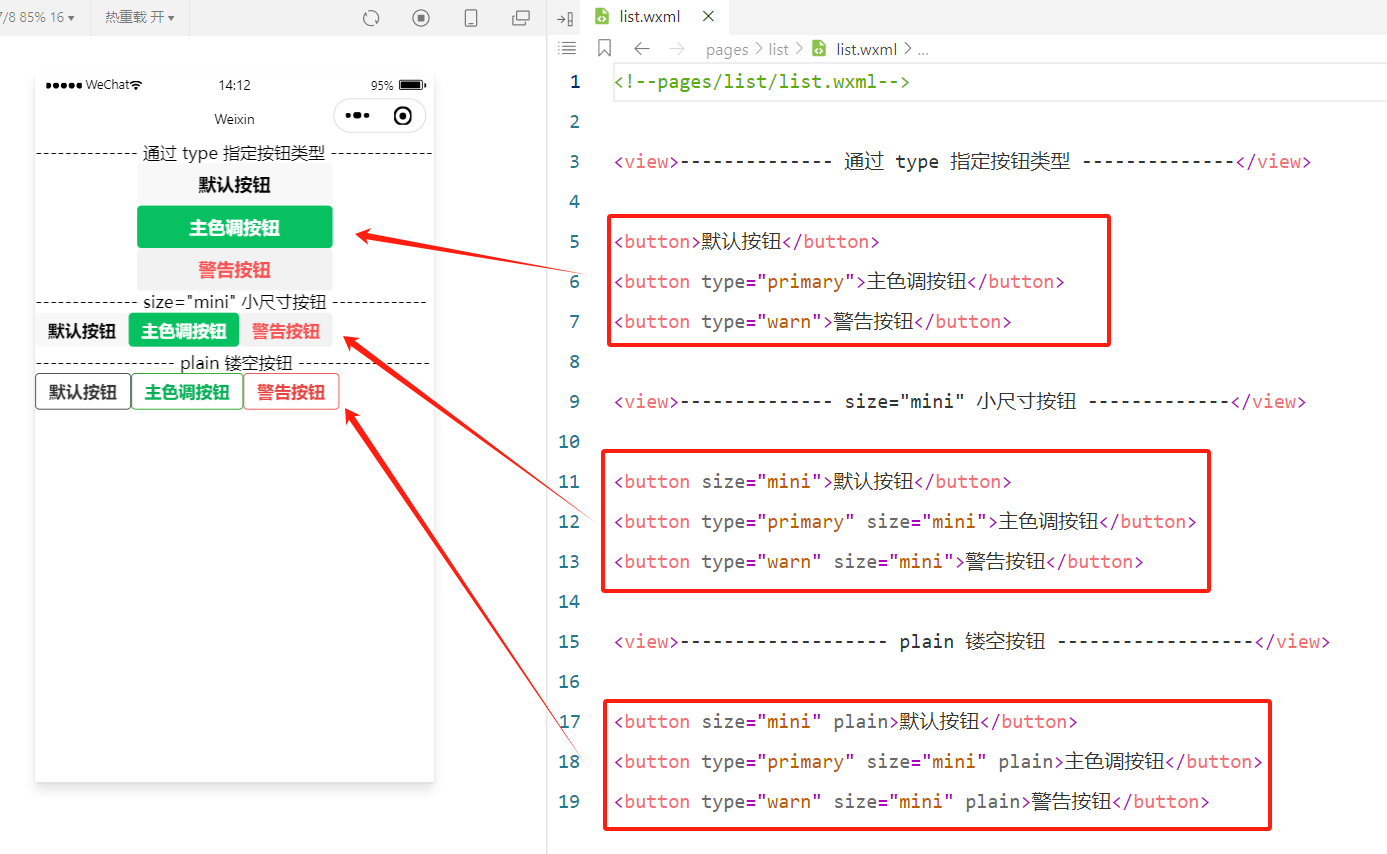 7/8 85% 16 ▾ 热重载 开 ▾
WeChat 14:12 95%
Weixin
------------- 通过 type 指定按钮类型 -------------
默认按钮
主色调按钮
警告按钮
------------- size="mini" 小尺寸按钮 ------------
默认按钮 主色调按钮 警告按钮
------------------ plain 镂空按钮 -----------------
默认按钮 主色调按钮 警告按钮
list.wxml
pages > list > list.wxml > ...
1 <!--pages/list/list.wxml-->
2
3 <view>-------------- 通过 type 指定按钮类型 --------------</view>
4
5 <button>默认按钮</button>
6 <button type="primary">主色调按钮</button>
7 <button type="warn">警告按钮</button>
8
9 <view>-------------- size="mini" 小尺寸按钮 -------------</view>
10
11 <button size="mini">默认按钮</button>
12 <button type="primary" size="mini">主色调按钮</button>
13 <button type="warn" size="mini">警告按钮</button>
14
15 <view>------------------- plain 镂空按钮 ------------------</view>
16
17 <button size="mini" plain>默认按钮</button>
18 <button type="primary" size="mini" plain>主色调按钮</button>
19 <button type="warn" size="mini" plain>警告按钮</button>